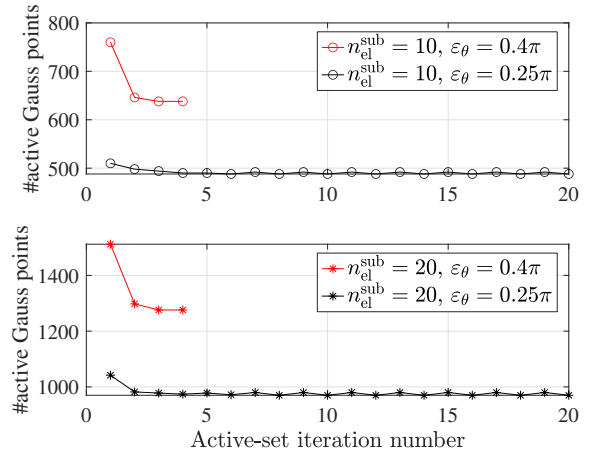 #active Gauss points
800
700
600
500
0
5
10
15
20
n_el^sub = 10, ε_θ = 0.4π
n_el^sub = 10, ε_θ = 0.25π
#active Gauss points
1400
1200
1000
0
5
10
15
20
n_el^sub = 20, ε_θ = 0.4π
n_el^sub = 20, ε_θ = 0.25π
Active-set iteration number